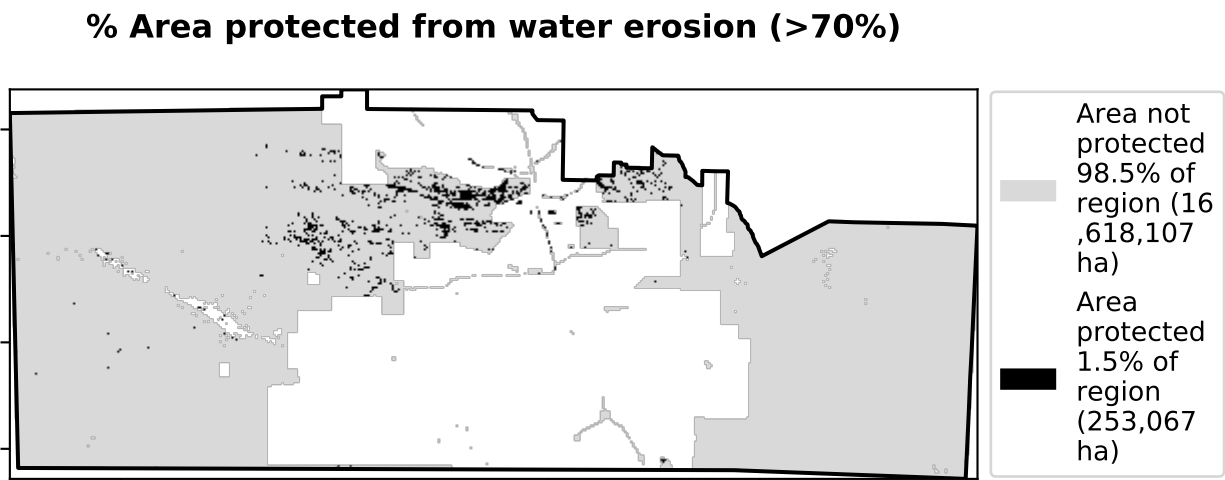 % Area protected from water erosion (>70%)
Area not
protected
98.5% of
region (16
,618,107
ha)
Area
protected
1.5% of
region
(253,067
ha)